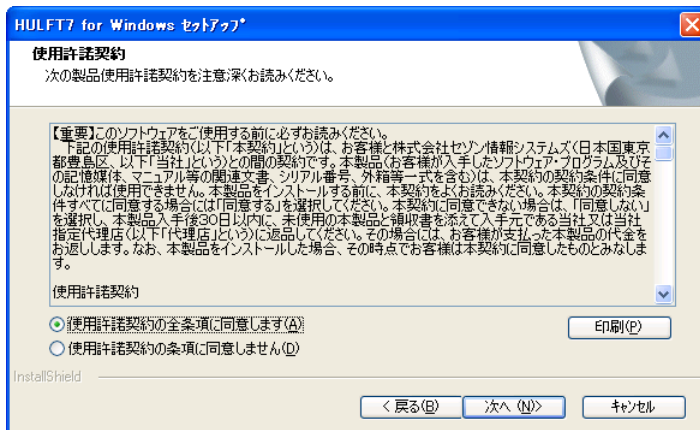 HULFT7 for Windows ｾｯﾄｱｯﾌﾟ
使用許諾契約
次の製品使用許諾契約を注意深くお読みください。
【重要】このソフトウェアをご使用する前に必ずお読みください。
下記の使用許諾契約（以下「本契約」という）は、お客様と株式会社セゾン情報システムズ（日本国東京
都豊島区、以下「当社」という）との間の契約です。本製品（お客様が入手したソフトウェア・プログラム及びそ
の記憶媒体、マニュアル等の関連文書、シリアル番号、外箱等一式を含む）は、本契約の契約条件に同意
しなければ使用できません。本製品をインストールする前に、本契約をよくお読みください。本契約の契約条
件すべてに同意する場合には「同意する」を選択してください。本契約に同意できない場合は、「同意しない」
を選択し、本製品入手後30日以内に、未使用の本製品と領収書を添えて入手元である当社又は当社
指定代理店（以下「代理店」という）に返品してください。その場合には、お客様が支払った本製品の代金を
お返しします。なお、本製品をインストールした場合、その時点でお客様は本契約に同意したものとみなしま
す。
使用許諾契約
使用許諾契約の全条項に同意します(A)
印刷(P)
使用許諾契約の条項に同意しません(D)
InstallShield
< 戻る(B)
次へ (N)>
ｷｬﾝｾﾙ